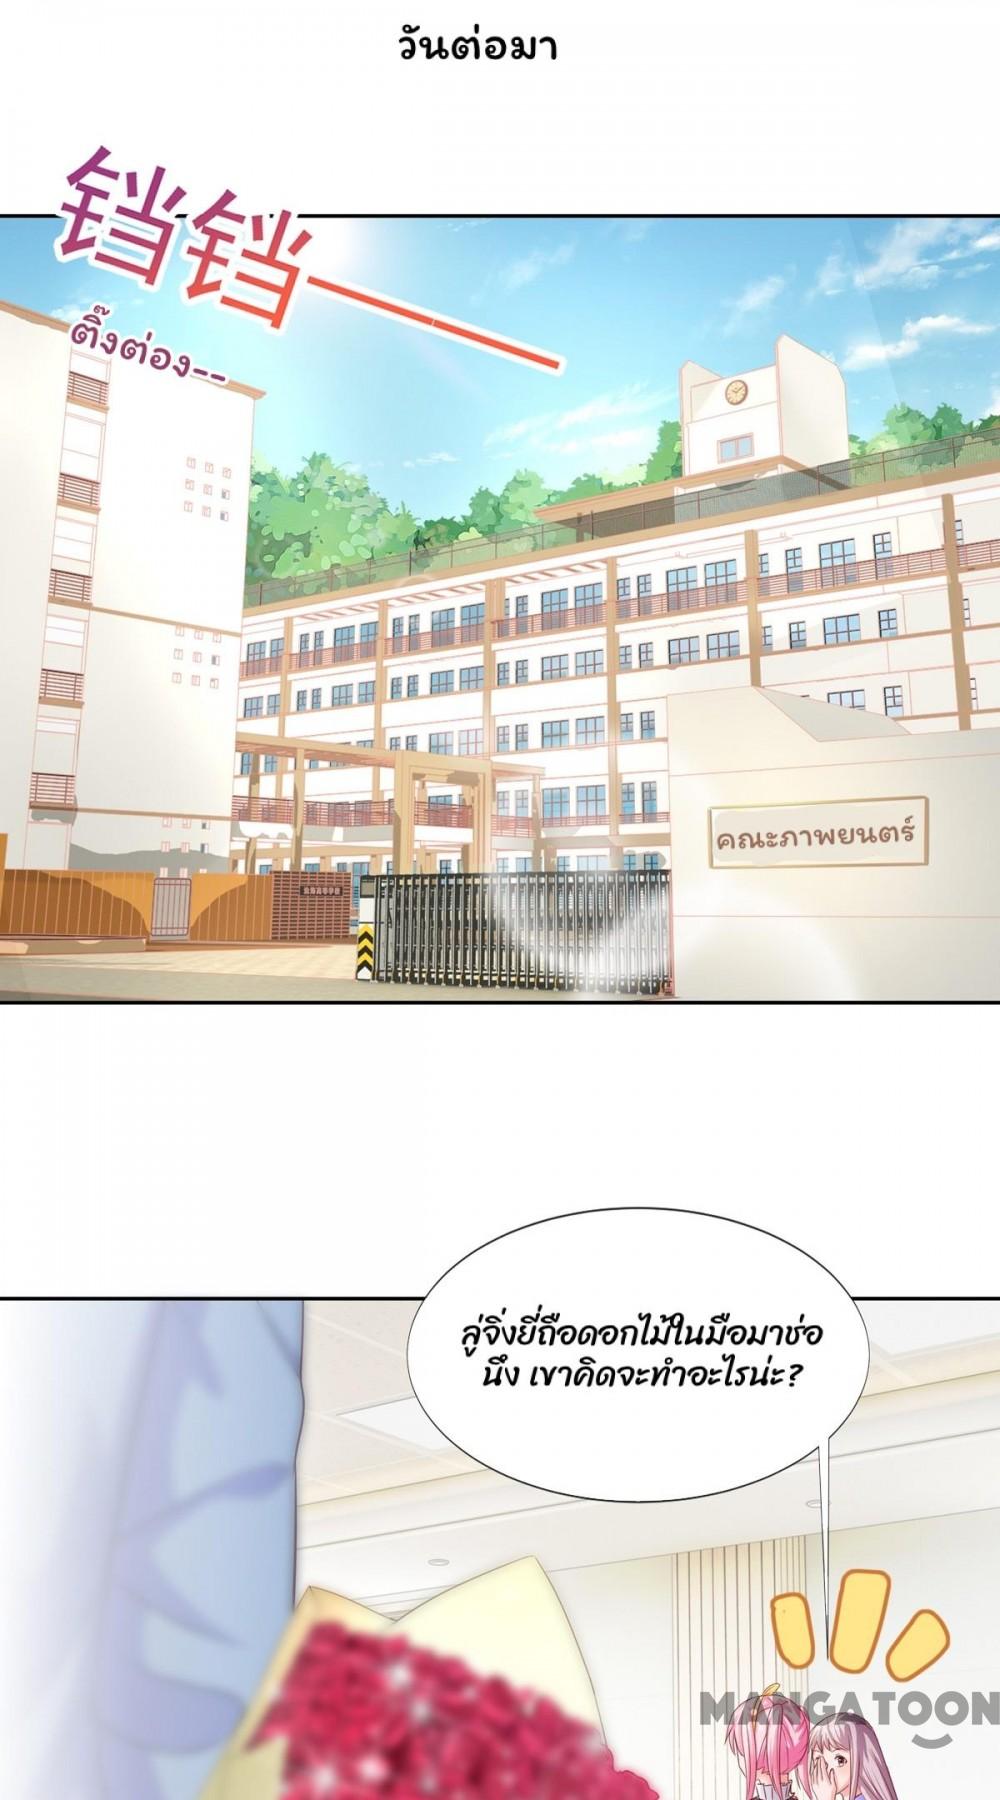 วันต่อมา
铛铛——
ติ๊งต่อง--
คณะภาพยนตร์
ลู่จิ่งยี่ถือดอกไม้ในมือมาช่อ
นึง เขาคิดจะทำอะไรน่ะ?
MANGATOON